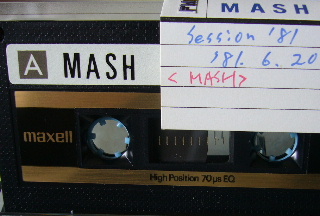 MASH
Session '81
'81. 6. 20
<MASH>
A MASH
maxell
High Position 70µs EQ